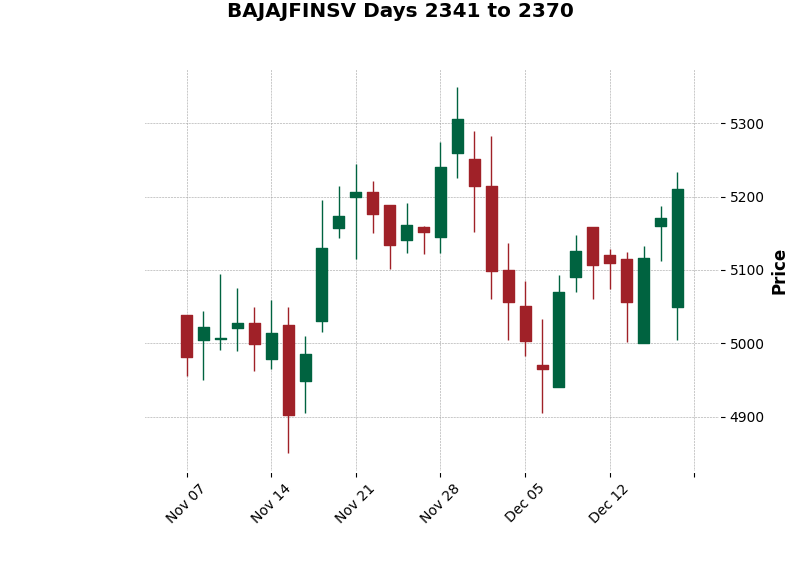 BAJAJFINSV Days 2341 to 2370
5300
5200
5100
5000
4900
Price
Nov 07
Nov 14
Nov 21
Nov 28
Dec 05
Dec 12